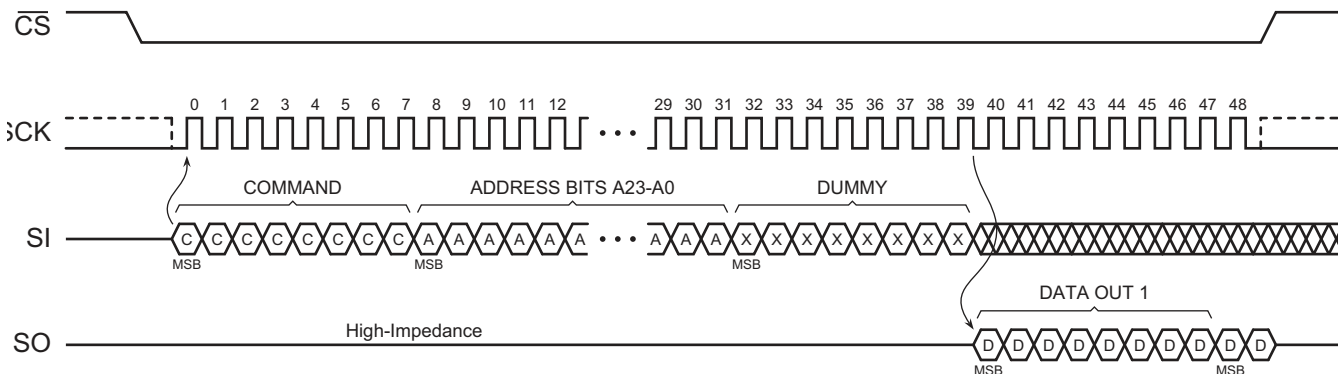 CS
0 1 2 3 4 5 6 7 8 9 10 11 12 29 30 31 32 33 34 35 36 37 38 39 40 41 42 43 44 45 46 47 48
SCK • • •
COMMAND ADDRESS BITS A23-A0 DUMMY
SI C C C C C C C C A A A A A A • • • A A A X X X X X X X X
MSB MSB MSB
DATA OUT 1
High-Impedance
SO D D D D D D D D D D
MSB MSB